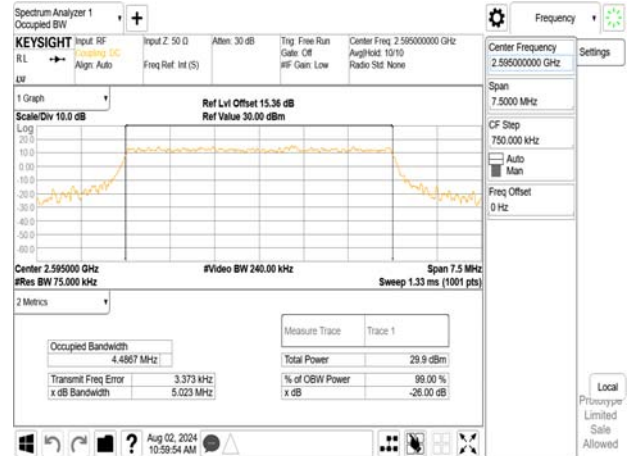 Spectrum Analyzer 1
Occupied BW
+
Frequency
KEYSIGHT
RL
Input: RF
Coupling: DC
Align: Auto
Input Z: 50 Ω
Freq Ref: Int (S)
Atten: 30 dB
Trig: Free Run
Gate: Off
#IF Gain: Low
Center Freq: 2.595000000 GHz
Avg|Hold: 10/10
Radio Std: None
1 Graph
Scale/Div 10.0 dB
Ref Lvl Offset 15.36 dB
Ref Value 30.00 dBm
Log
20.0
10.0
0.00
-10.0
-20.0
-30.0
-40.0
-50.0
-60.0
Center 2.595000 GHz
#Res BW 75.000 kHz
#Video BW 240.00 kHz
Span 7.5 MHz
Sweep 1.33 ms (1001 pts)
2 Metrics
Measure Trace Trace 1
Occupied Bandwidth
4.4867 MHz
Total Power 29.9 dBm
Transmit Freq Error 3.373 kHz
% of OBW Power 99.00 %
x dB Bandwidth 5.023 MHz
x dB -26.00 dB
Center Frequency
2.595000000 GHz
Settings
Span
7.5000 MHz
CF Step
750.000 kHz
Auto
Man
Freq Offset
0 Hz
Local
Prototype
Limited
Sale
Allowed
?
Aug 02, 2024
10:59:54 AM